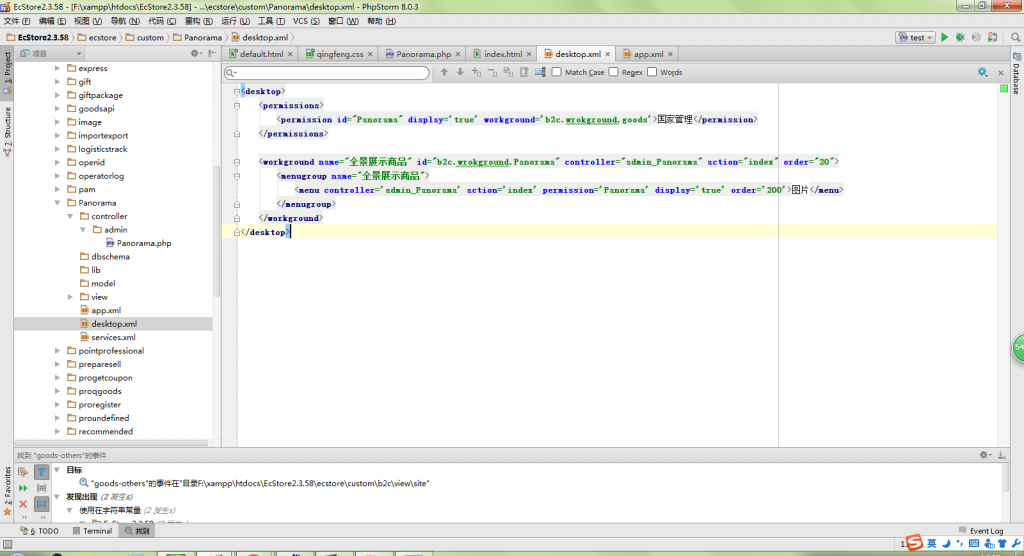 EcStore2.3.58 - [F:\xampp\htdocs\EcStore2.3.58] - ...\ecstore\custom\Panorama\desktop.xml - PhpStorm 8.0.3
文件 (F) 编辑 (E) 视图 (V) 导航 (N) 代码 (C) 重构 (R) 运行 (U) 工具 (T) VCS (S) 窗口 (W) 帮助 (H)
EcStore2.3.58 ecstore custom Panorama desktop.xml test
项目 default.html qingfeng.css Panorama.php index.html desktop.xml app.xml
Match Case Regex Words
1: Project
7: Structure
2: Favorites
Database
express
gift
giftpackage
goodsapi
image
importexport
logisticstrack
openid
operatorlog
pam
Panorama
controller
admin
Panorama.php
dbschema
lib
model
view
app.xml
desktop.xml
services.xml
pointprofessional
preparesell
progetcoupon
proqgoods
proregister
proundefined
recommended
<desktop>
<permissions>
<permission id="Panorama" display='true' workground='b2c.wrokground.goods'>国家管理</permission>
</permissions>
<workground name="全景展示商品" id="b2c.wrokground.Panorama" controller="admin_Panorama" action="index" order="20">
<menugroup name="全景展示商品">
<menu controller='admin_Panorama' action='index' permission='Panorama' display='true' order='200'>图片</menu>
</menugroup>
</workground>
</desktop>
54
找到 "goods-others"的事件
目标
"goods-others"的事件在"目录F:\xampp\htdocs\EcStore2.3.58\ecstore\custom\b2c\view\site"
发现出现 (2 发生s)
使用在字符串常量 (2 发生s)
6: TODO Terminal 找到 Event Log
英